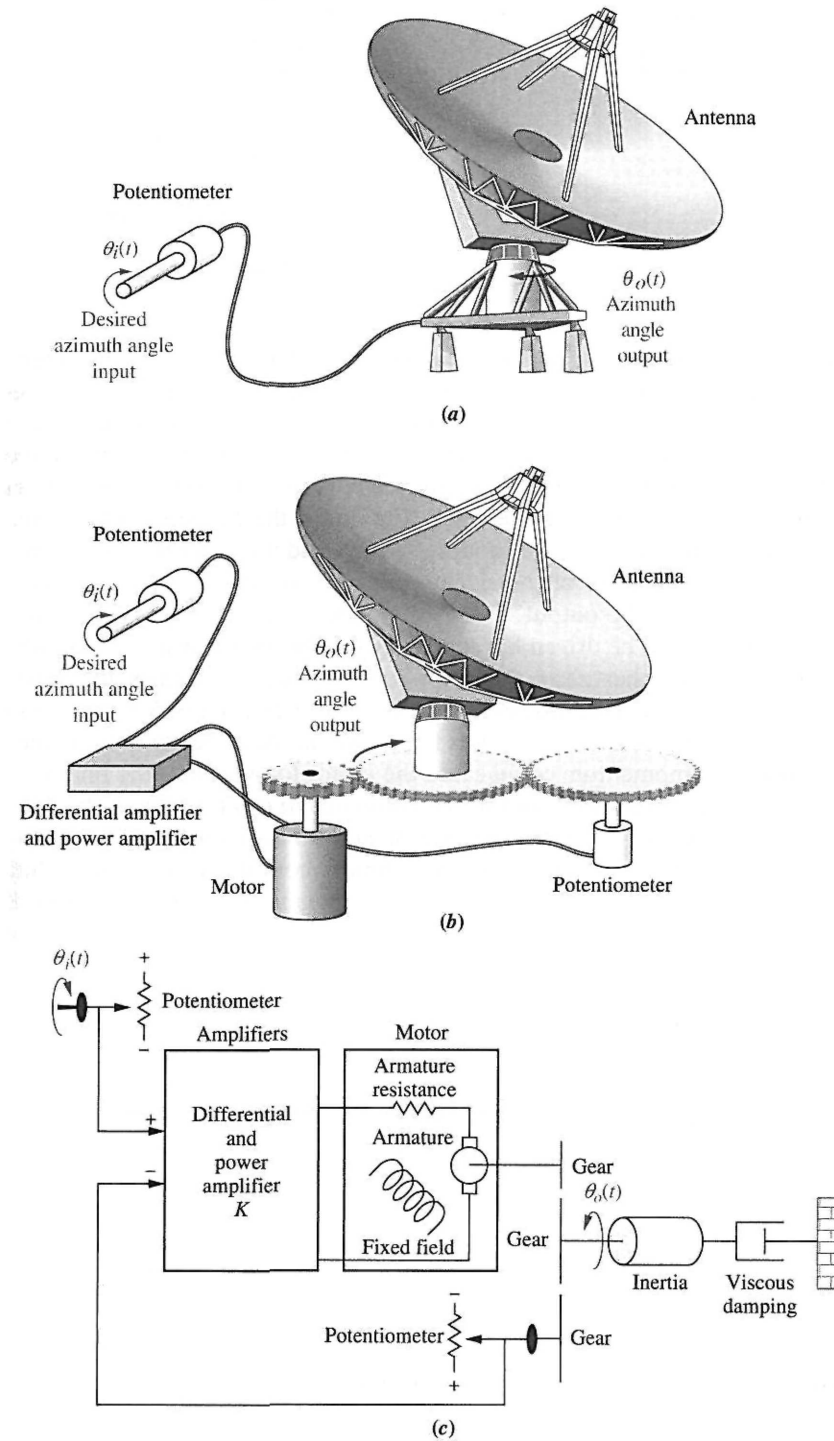 Antenna
Potentiometer
θi(t)
Desired
azimuth angle
input
θo(t)
Azimuth
angle
output
(a)
Potentiometer
Antenna
θi(t)
θo(t)
Desired
azimuth angle
input
Azimuth
angle
output
Differential amplifier
and power amplifier
Motor
Potentiometer
(b)
θi(t)
+
Potentiometer
−
Amplifiers
Motor
Armature
resistance
+
Differential
and
power
amplifier
K
Armature
−
Fixed field
Gear
θo(t)
Gear
Inertia
Viscous
damping
−
Potentiometer
Gear
+
(c)